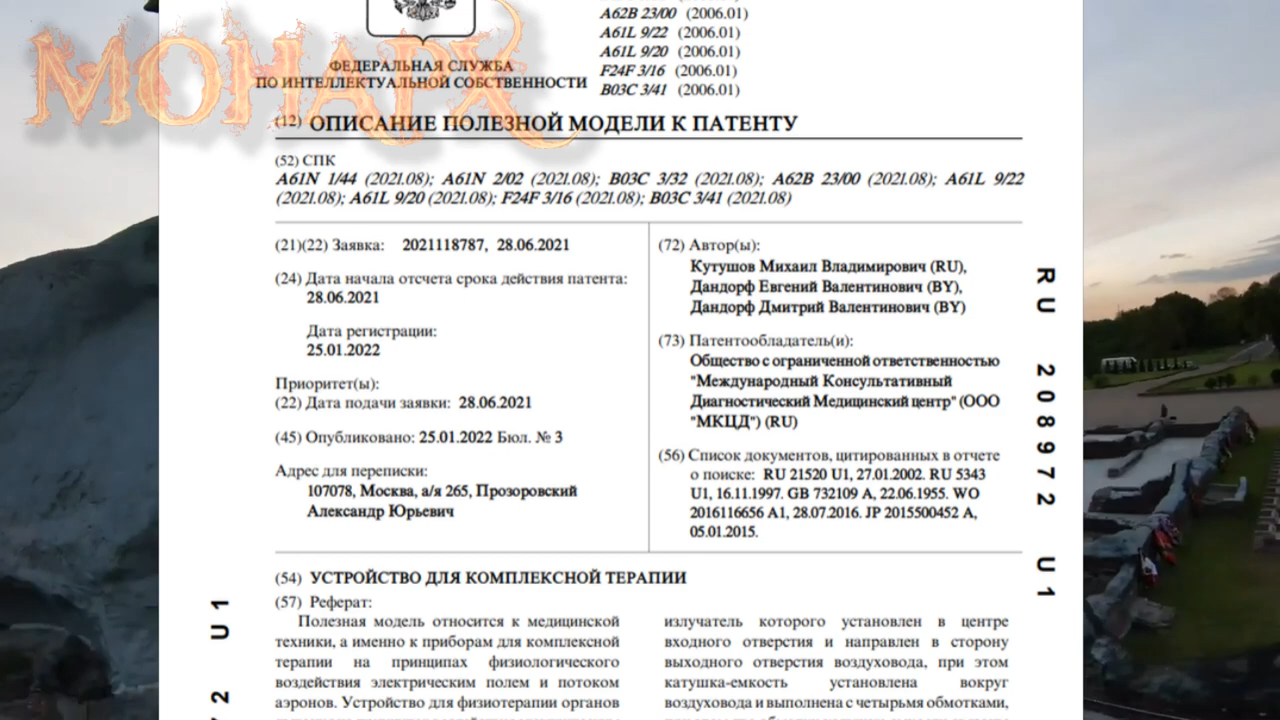 МОНАРХ
A62B 23/00 (2006.01)
A61L 9/22 (2006.01)
A61L 9/20 (2006.01)
F24F 3/16 (2006.01)
B03C 3/41 (2006.01)
ФЕДЕРАЛЬНАЯ СЛУЖБА
ПО ИНТЕЛЛЕКТУАЛЬНОЙ СОБСТВЕННОСТИ
(12) ОПИСАНИЕ ПОЛЕЗНОЙ МОДЕЛИ К ПАТЕНТУ
(52) СПК
A61N 1/44 (2021.08); A61N 2/02 (2021.08); B03C 3/32 (2021.08); A62B 23/00 (2021.08); A61L 9/22
(2021.08); A61L 9/20 (2021.08); F24F 3/16 (2021.08); B03C 3/41 (2021.08)
(21)(22) Заявка: 2021118787, 28.06.2021
(24) Дата начала отсчета срока действия патента:
28.06.2021
Дата регистрации:
25.01.2022
Приоритет(ы):
(22) Дата подачи заявки: 28.06.2021
(45) Опубликовано: 25.01.2022 Бюл. № 3
Адрес для переписки:
107078, Москва, а/я 265, Прозоровский
Александр Юрьевич
(72) Автор(ы):
Кутушов Михаил Владимирович (RU),
Дандорф Евгений Валентинович (BY),
Дандорф Дмитрий Валентинович (BY)
(73) Патентообладатель(и):
Общество с ограниченной ответственностью
"Международный Консультативный
Диагностический Медицинский центр" (ООО
"МКЦД") (RU)
(56) Список документов, цитированных в отчете
о поиске: RU 21520 U1, 27.01.2002. RU 5343
U1, 16.11.1997. GB 732109 A, 22.06.1955. WO
2016116656 A1, 28.07.2016. JP 2015500452 A,
05.01.2015.
RU 208972 U1
(54) УСТРОЙСТВО ДЛЯ КОМПЛЕКСНОЙ ТЕРАПИИ
(57) Реферат:
Полезная модель относится к медицинской
техники, а именно к приборам для комплексной
терапии на принципах физиологического
воздействия электрическим полем и потоком
аэронов. Устройство для физиотерапии органов
излучатель которого установлен в центре
входного отверстия и направлен в сторону
выходного отверстия воздуховода, при этом
катушка-емкость установлена вокруг
воздуховода и выполнена с четырьмя обмотками,
72 U1